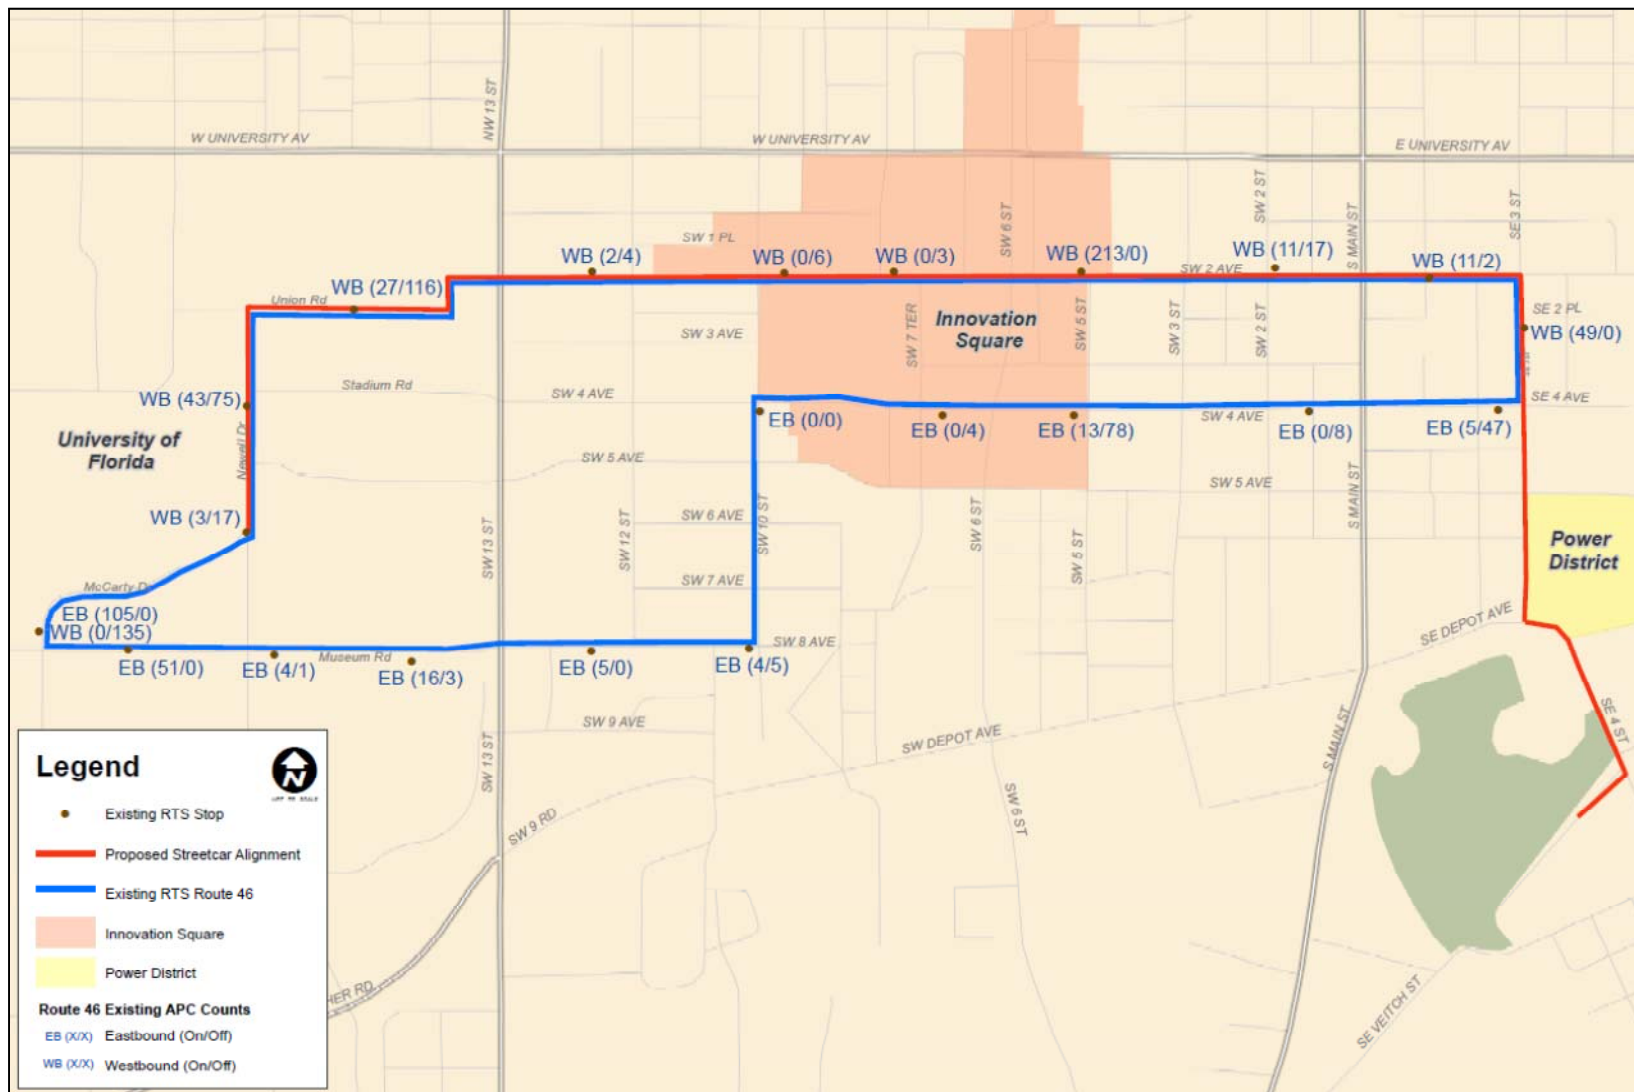 NW 13 ST
W UNIVERSITY AV
W UNIVERSITY AV
E UNIVERSITY AV
SW 2 ST
S MAIN ST
SE 3 ST
SW 6 ST
SW 1 PL
WB (2/4)
WB (0/6)
WB (0/3)
WB (213/0)
WB (11/17)
WB (11/2)
SW 2 AVE
WB (27/116)
Union Rd
SE 2 PL
WB (49/0)
Innovation
Square
SW 3 AVE
SW 7 TER
SW 5 ST
SW 3 ST
SW 2 ST
Stadium Rd
SW 4 AVE
SE 4 AVE
WB (43/75)
EB (0/0)
EB (0/4)
EB (13/78)
SW 4 AVE
EB (0/8)
EB (5/47)
University of
Florida
Newell Dr
SW 5 AVE
SW 5 AVE
S MAIN ST
WB (3/17)
SW 13 ST
SW 12 ST
SW 6 AVE
SW 10 ST
SW 6 ST
SW 5 ST
Power
District
McCarty Dr
SW 7 AVE
EB (105/0)
WB (0/135)
SE DEPOT AVE
EB (51/0)
EB (4/1)
Museum Rd
EB (16/3)
EB (5/0)
EB (4/5)
SW 8 AVE
SW 9 AVE
SW DEPOT AVE
S MAIN ST
SE 4 ST
SW 13 ST
SW 9 RD
SW 6 ST
HER RD
SE VEITCH ST
Legend
N
Existing RTS Stop
Proposed Streetcar Alignment
Existing RTS Route 46
Innovation Square
Power District
Route 46 Existing APC Counts
EB (X/X) Eastbound (On/Off)
WB (X/X) Westbound (On/Off)